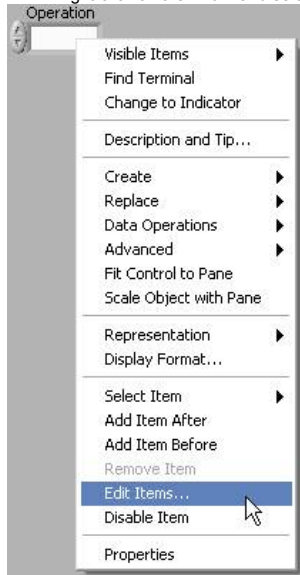 Operation
Visible Items
Find Terminal
Change to Indicator
Description and Tip...
Create
Replace
Data Operations
Advanced
Fit Control to Pane
Scale Object with Pane
Representation
Display Format...
Select Item
Add Item After
Add Item Before
Remove Item
Edit Items...
Disable Item
Properties